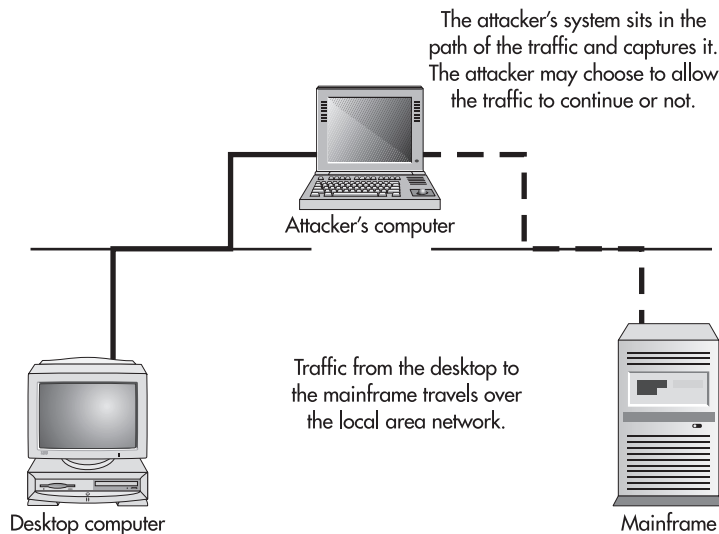 The attacker's system sits in the
path of the traffic and captures it.
The attacker may choose to allow
the traffic to continue or not.
Attacker's computer
Traffic from the desktop to
the mainframe travels over
the local area network.
Desktop computer
Mainframe